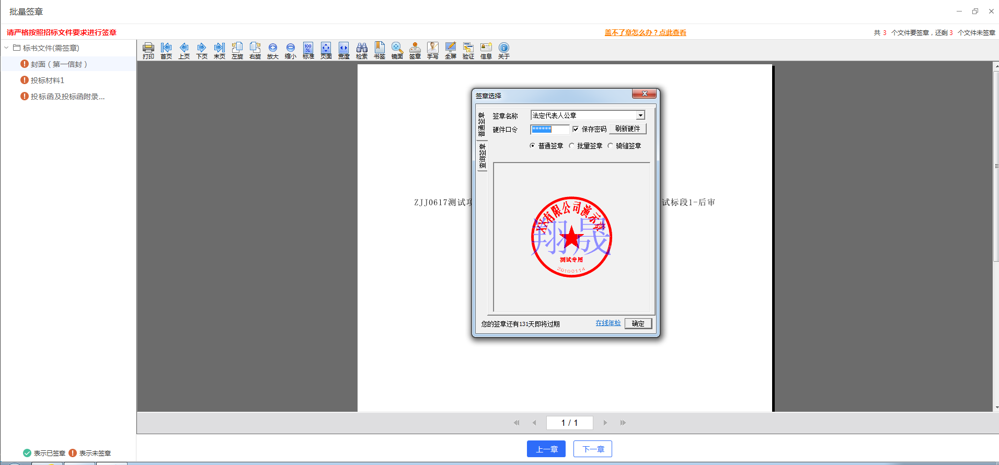 批量签章
请严格按照招标文件要求进行签章
盖不了章怎么办？点此查看
共 3 个文件要签章，还剩 3 个文件未签章
标书文件(需签章)
封面（第一信封）
投标材料1
投标函及投标函附录...
打印 首页 上页 下页 末页 左旋 右旋 放大 缩小 标准 页面 宽度 检索 书签 镜面 签章 手写 全屏 验证 信息 关于
100
%
签章选择
普通签章
查询签章
签章名称 法定代表人公章
硬件口令 ****** 保存密码 刷新硬件
普通签章 批量签章 骑缝签章
ZJJ0617测试项
试标段1-后审
XX有限公司演示章
翔晟
测试专用
20100114
您的签章还有131天即将过期 在线年检 确定
1 / 1
上一章 下一章
表示已签章 表示未签章